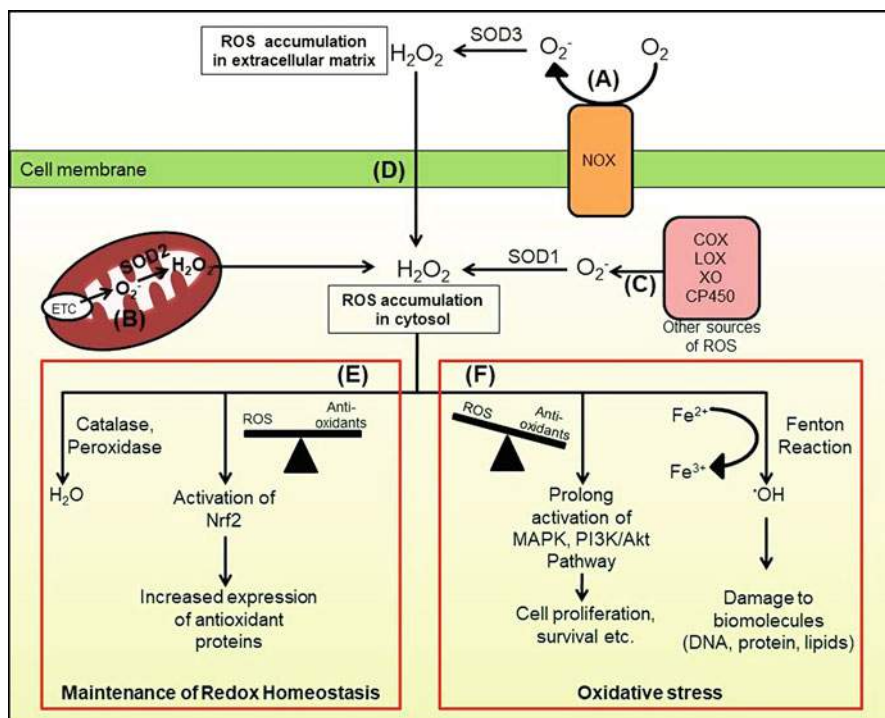 ROS accumulation
in extracellular matrix
H₂O₂
SOD3
O₂⁻
O₂
(A)
NOX
Cell membrane
(D)
ETC
O₂⁻
SOD2
H₂O₂
(B)
H₂O₂
SOD1
O₂⁻
(C)
COX
LOX
XO
CP450
Other sources
of ROS
ROS accumulation
in cytosol
(E)
Catalase,
Peroxidase
H₂O
ROS
Anti-
oxidants
Activation of
Nrf2
Increased expression
of antioxidant
proteins
Maintenance of Redox Homeostasis
(F)
ROS
Anti-
oxidants
Prolong
activation of
MAPK, PI3K/Akt
Pathway
Cell proliferation,
survival etc.
Fe²⁺
Fe³⁺
Fenton
Reaction
•OH
Damage to
biomolecules
(DNA, protein, lipids)
Oxidative stress